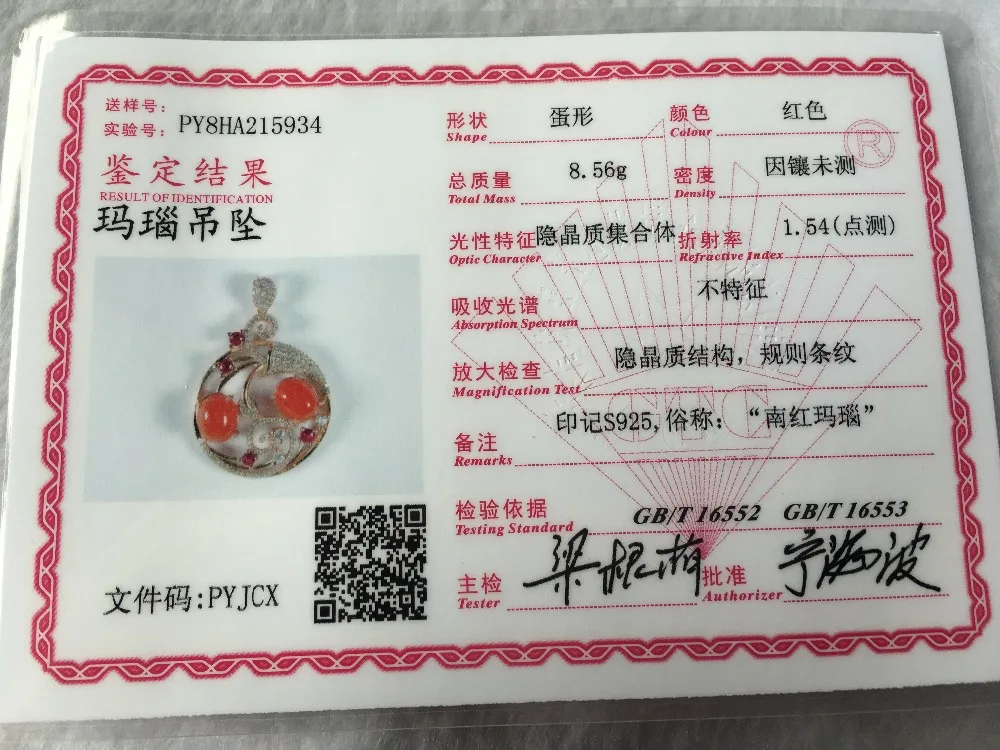 送样号：
实验号：PY8HA215934
鉴定结果
RESULT OF IDENTIFICATION
玛瑙吊坠
文件码:PYJCX
形状 蛋形 颜色 红色
Shape Colour
总质量 8.56g 密度 因镶未测
Total Mass Density
光性特征 隐晶质集合体 折射率 1.54(点测)
Optic Character Refractive Index
吸收光谱 不特征
Absorption Spectrum
放大检查 隐晶质结构，规则条纹
Magnification Test
备注 印记S925,俗称：“南红玛瑙”
Remarks
检验依据 GB/T 16552 GB/T 16553
Testing Standard
主检 梁根柏 批准 宁海波
Tester Authorizer
R